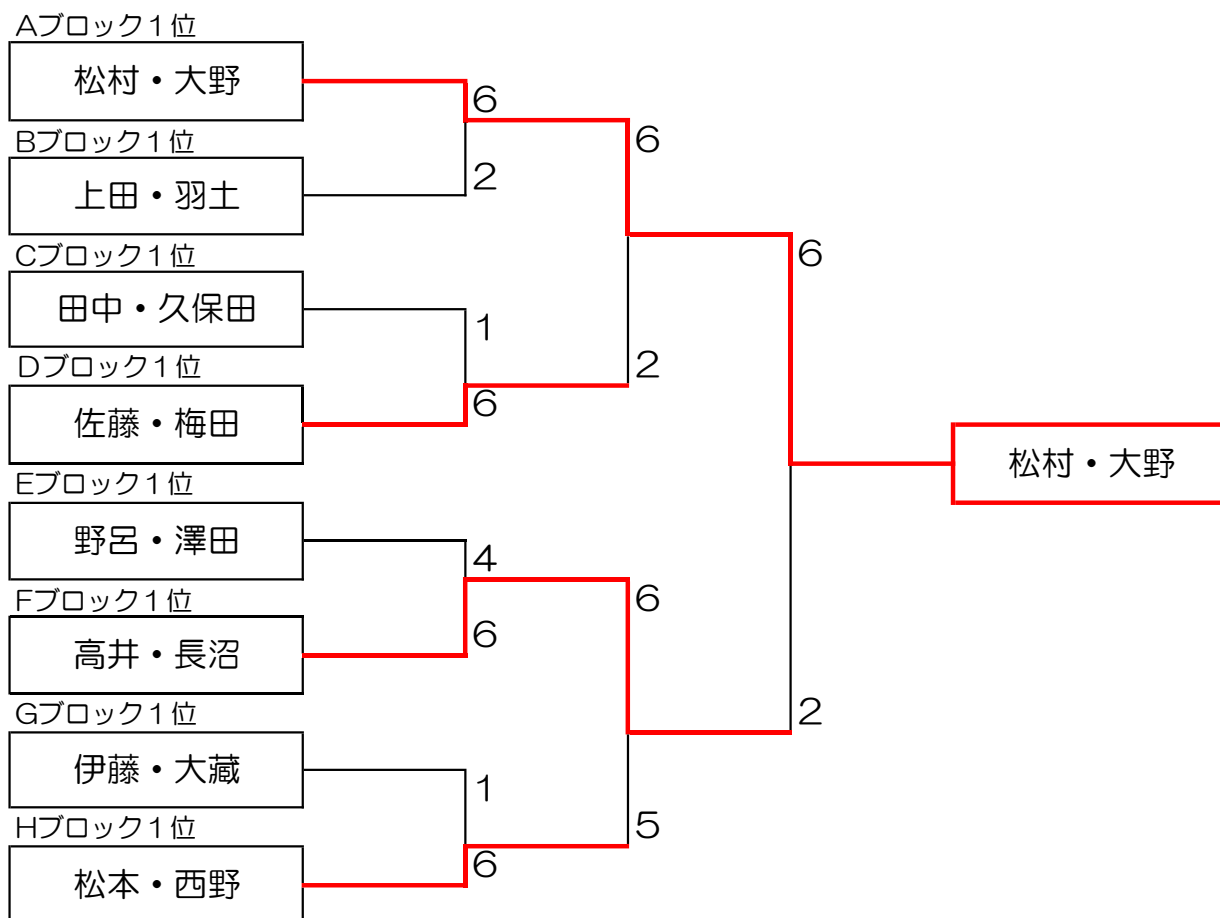 Aブロック１位
松村・大野
6
Bブロック１位
6
上田・羽土
2
Cブロック１位
6
田中・久保田
1
Dブロック１位
2
佐藤・梅田
6
松村・大野
Eブロック１位
野呂・澤田
4
Fブロック１位
6
高井・長沼
6
Gブロック１位
2
伊藤・大蔵
1
Hブロック１位
5
松本・西野
6